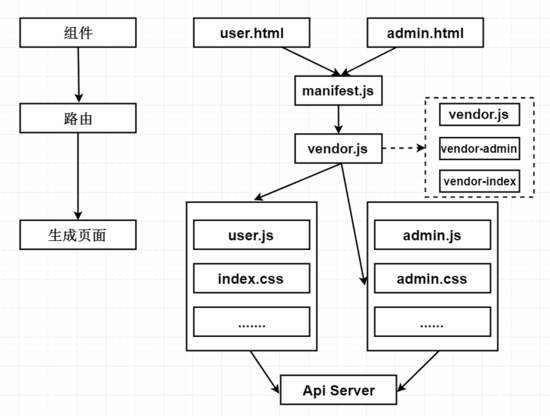 组件
路由
生成页面
user.html
admin.html
manifest.js
vendor.js
vendor.js
vendor-admin
vendor-index
user.js
index.css
.......
admin.js
admin.css
......
Api Server